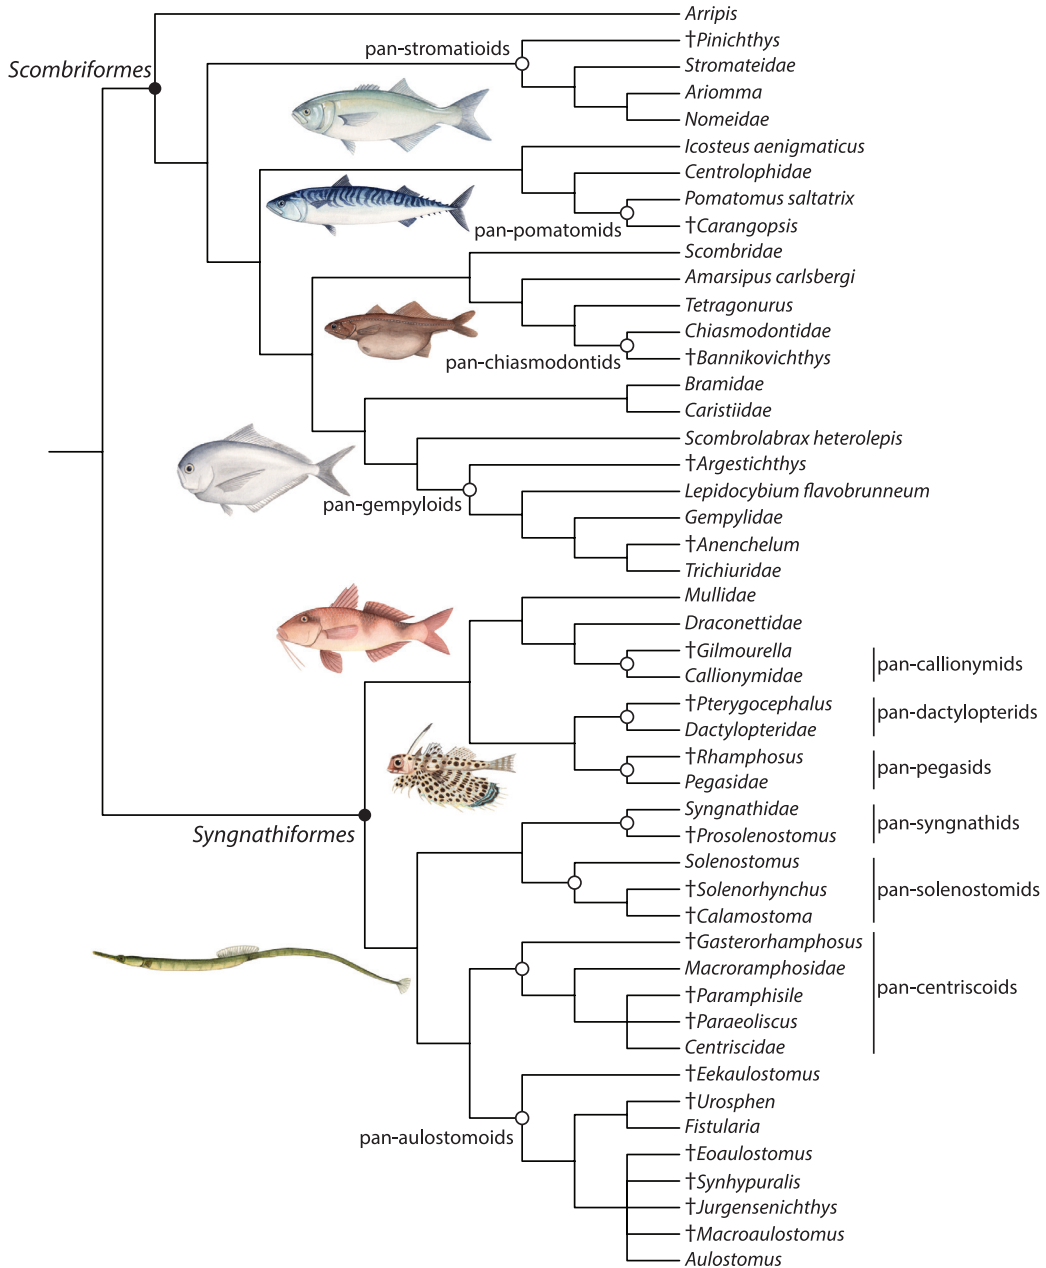 Arripis
†Pinichthys
pan-stromatioids
Stromateidae
Scombriformes
Ariomma
Nomeidae
Icosteus aenigmaticus
Centrolophidae
Pomatomus saltatrix
†Carangopsis
pan-pomatomids
Scombridae
Amarsipus carlsbergi
Tetragonurus
Chiasmodontidae
†Bannikovichthys
pan-chiasmodontids
Bramidae
Caristiidae
Scombrolabrax heterolepis
†Argestichthys
Lepidocybium flavobrunneum
pan-gempyloids
Gempylidae
†Anenchelum
Trichiuridae
Mullidae
Draconettidae
†Gilmourella
pan-callionymids
Callionymidae
†Pterygocephalus
pan-dactylopterids
Dactylopteridae
†Rhamphosus
pan-pegasids
Pegasidae
Syngnathidae
pan-syngnathids
Syngnathiformes
†Prosolenostomus
Solenostomus
†Solenorhynchus
pan-solenostomids
†Calamostoma
†Gasterorhamphosus
Macroramphosidae
pan-centriscoids
†Paramphisile
†Paraeoliscus
Centriscidae
†Eekaulostomus
†Urosphen
Fistularia
pan-aulostomoids
†Eoaulostomus
†Synhypuralis
†Jurgensenichthys
†Macroaulostomus
Aulostomus